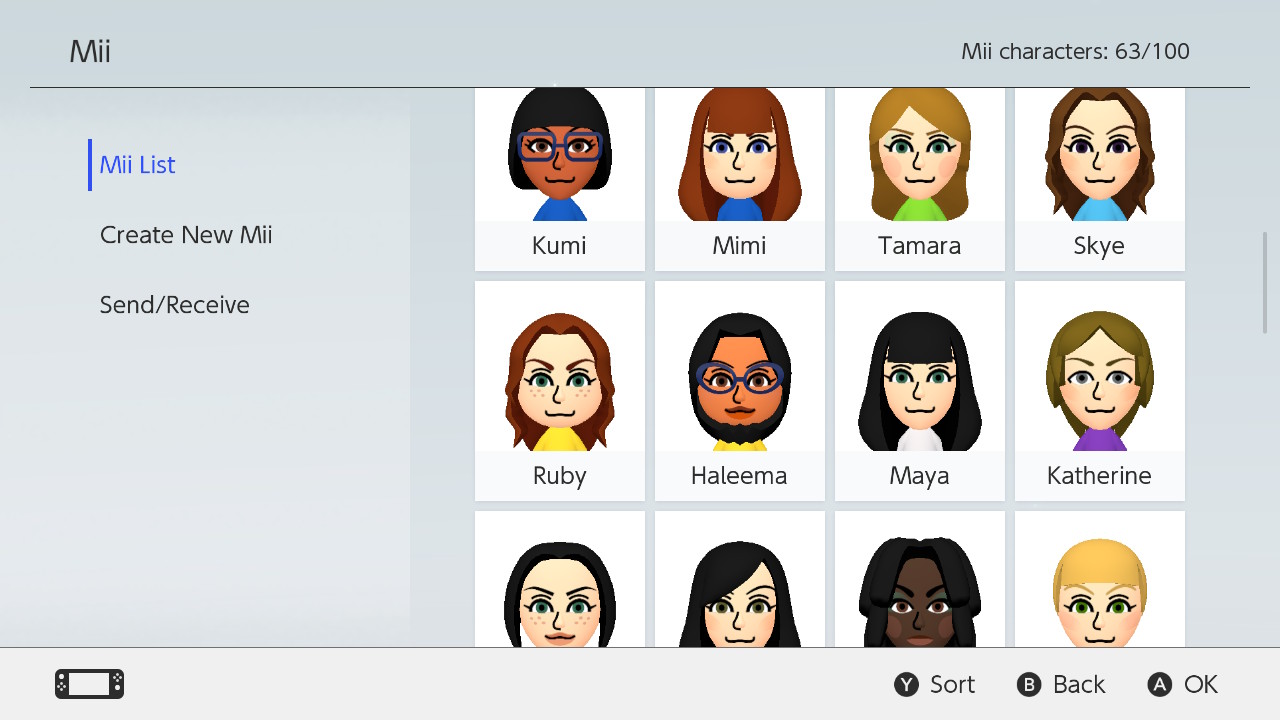 Mii
Mii characters: 63/100
Mii List
Create New Mii
Send/Receive
Kumi
Mimi
Tamara
Skye
Ruby
Haleema
Maya
Katherine
Y Sort
B Back
A OK